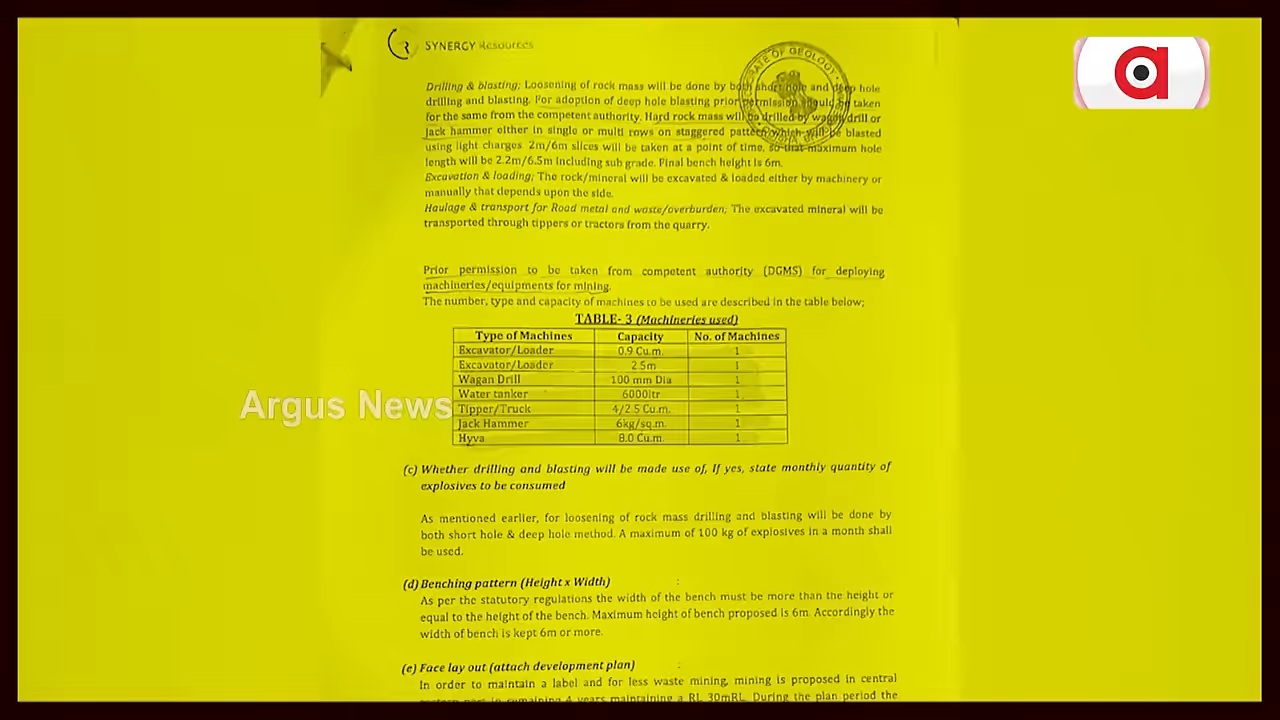 SYNERGY Resources
a
Drilling & blasting; Loosening of rock mass will be done by both short hole and deep hole
drilling and blasting. For adoption of deep hole blasting prior permission should be taken
for the same from the competent authority. Hard rock mass will be drilled by wagon drill or
jack hammer either in single or multi rows on staggered pattern which will be blasted
using light charges 2m/6m slices will be taken at a point of time, so that maximum hole
length will be 2.2m/6.5m including sub grade. Final bench height is 6m.
Excavation & loading; The rock/mineral will be excavated & loaded either by machinery or
manually that depends upon the side.
Haulage & transport for Road metal and waste/overburden; The excavated mineral will be
transported through tippers or tractors from the quarry.
Prior permission to be taken from competent authority (DGMS) for deploying
machineries/equipments for mining.
The number, type and capacity of machines to be used are described in the table below;
TABLE- 3 (Machineries used)
Type of Machines Capacity No. of Machines
Excavator/Loader 0.9 Cu.m. 1
Excavator/Loader 2.5m 1
Wagan Drill 100 mm Dia 1
Water tanker 6000ltr 1
Argus News
Tipper/Truck 4/2.5 Cu.m. 1
Jack Hammer 6kg/sq.m. 1
Hyva 8.0 Cu.m. 1
(c) Whether drilling and blasting will be made use of, If yes, state monthly quantity of
explosives to be consumed
As mentioned earlier, for loosening of rock mass drilling and blasting will be done by
both short hole & deep hole method. A maximum of 100 kg of explosives in a month shall
be used.
(d) Benching pattern (Height x Width) :
As per the statutory regulations the width of the bench must be more than the height or
equal to the height of the bench. Maximum height of bench proposed is 6m. Accordingly the
width of bench is kept 6m or more.
(e) Face lay out (attach development plan) :
In order to maintain a label and for less waste mining, mining is proposed in central
part in remaining 4 years maintaining a RL 30mRL. During the plan period the